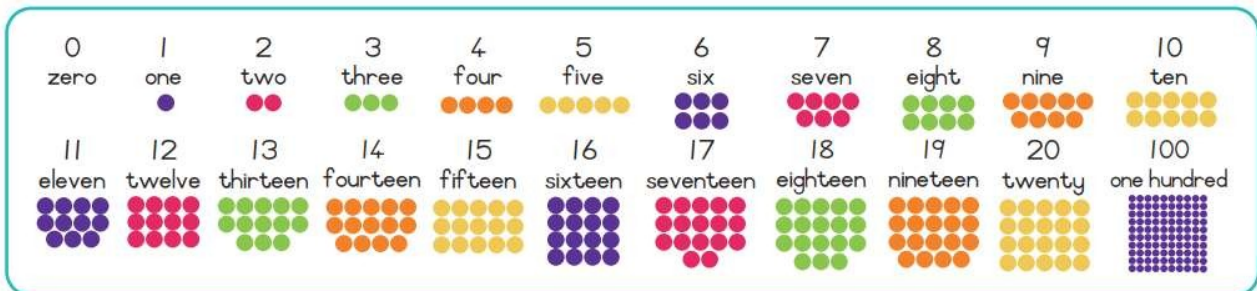 0 1 2 3 4 5 6 7 8 9 10
zero one two three four five six seven eight nine ten
11 12 13 14 15 16 17 18 19 20 100
eleven twelve thirteen fourteen fifteen sixteen seventeen eighteen nineteen twenty one hundred